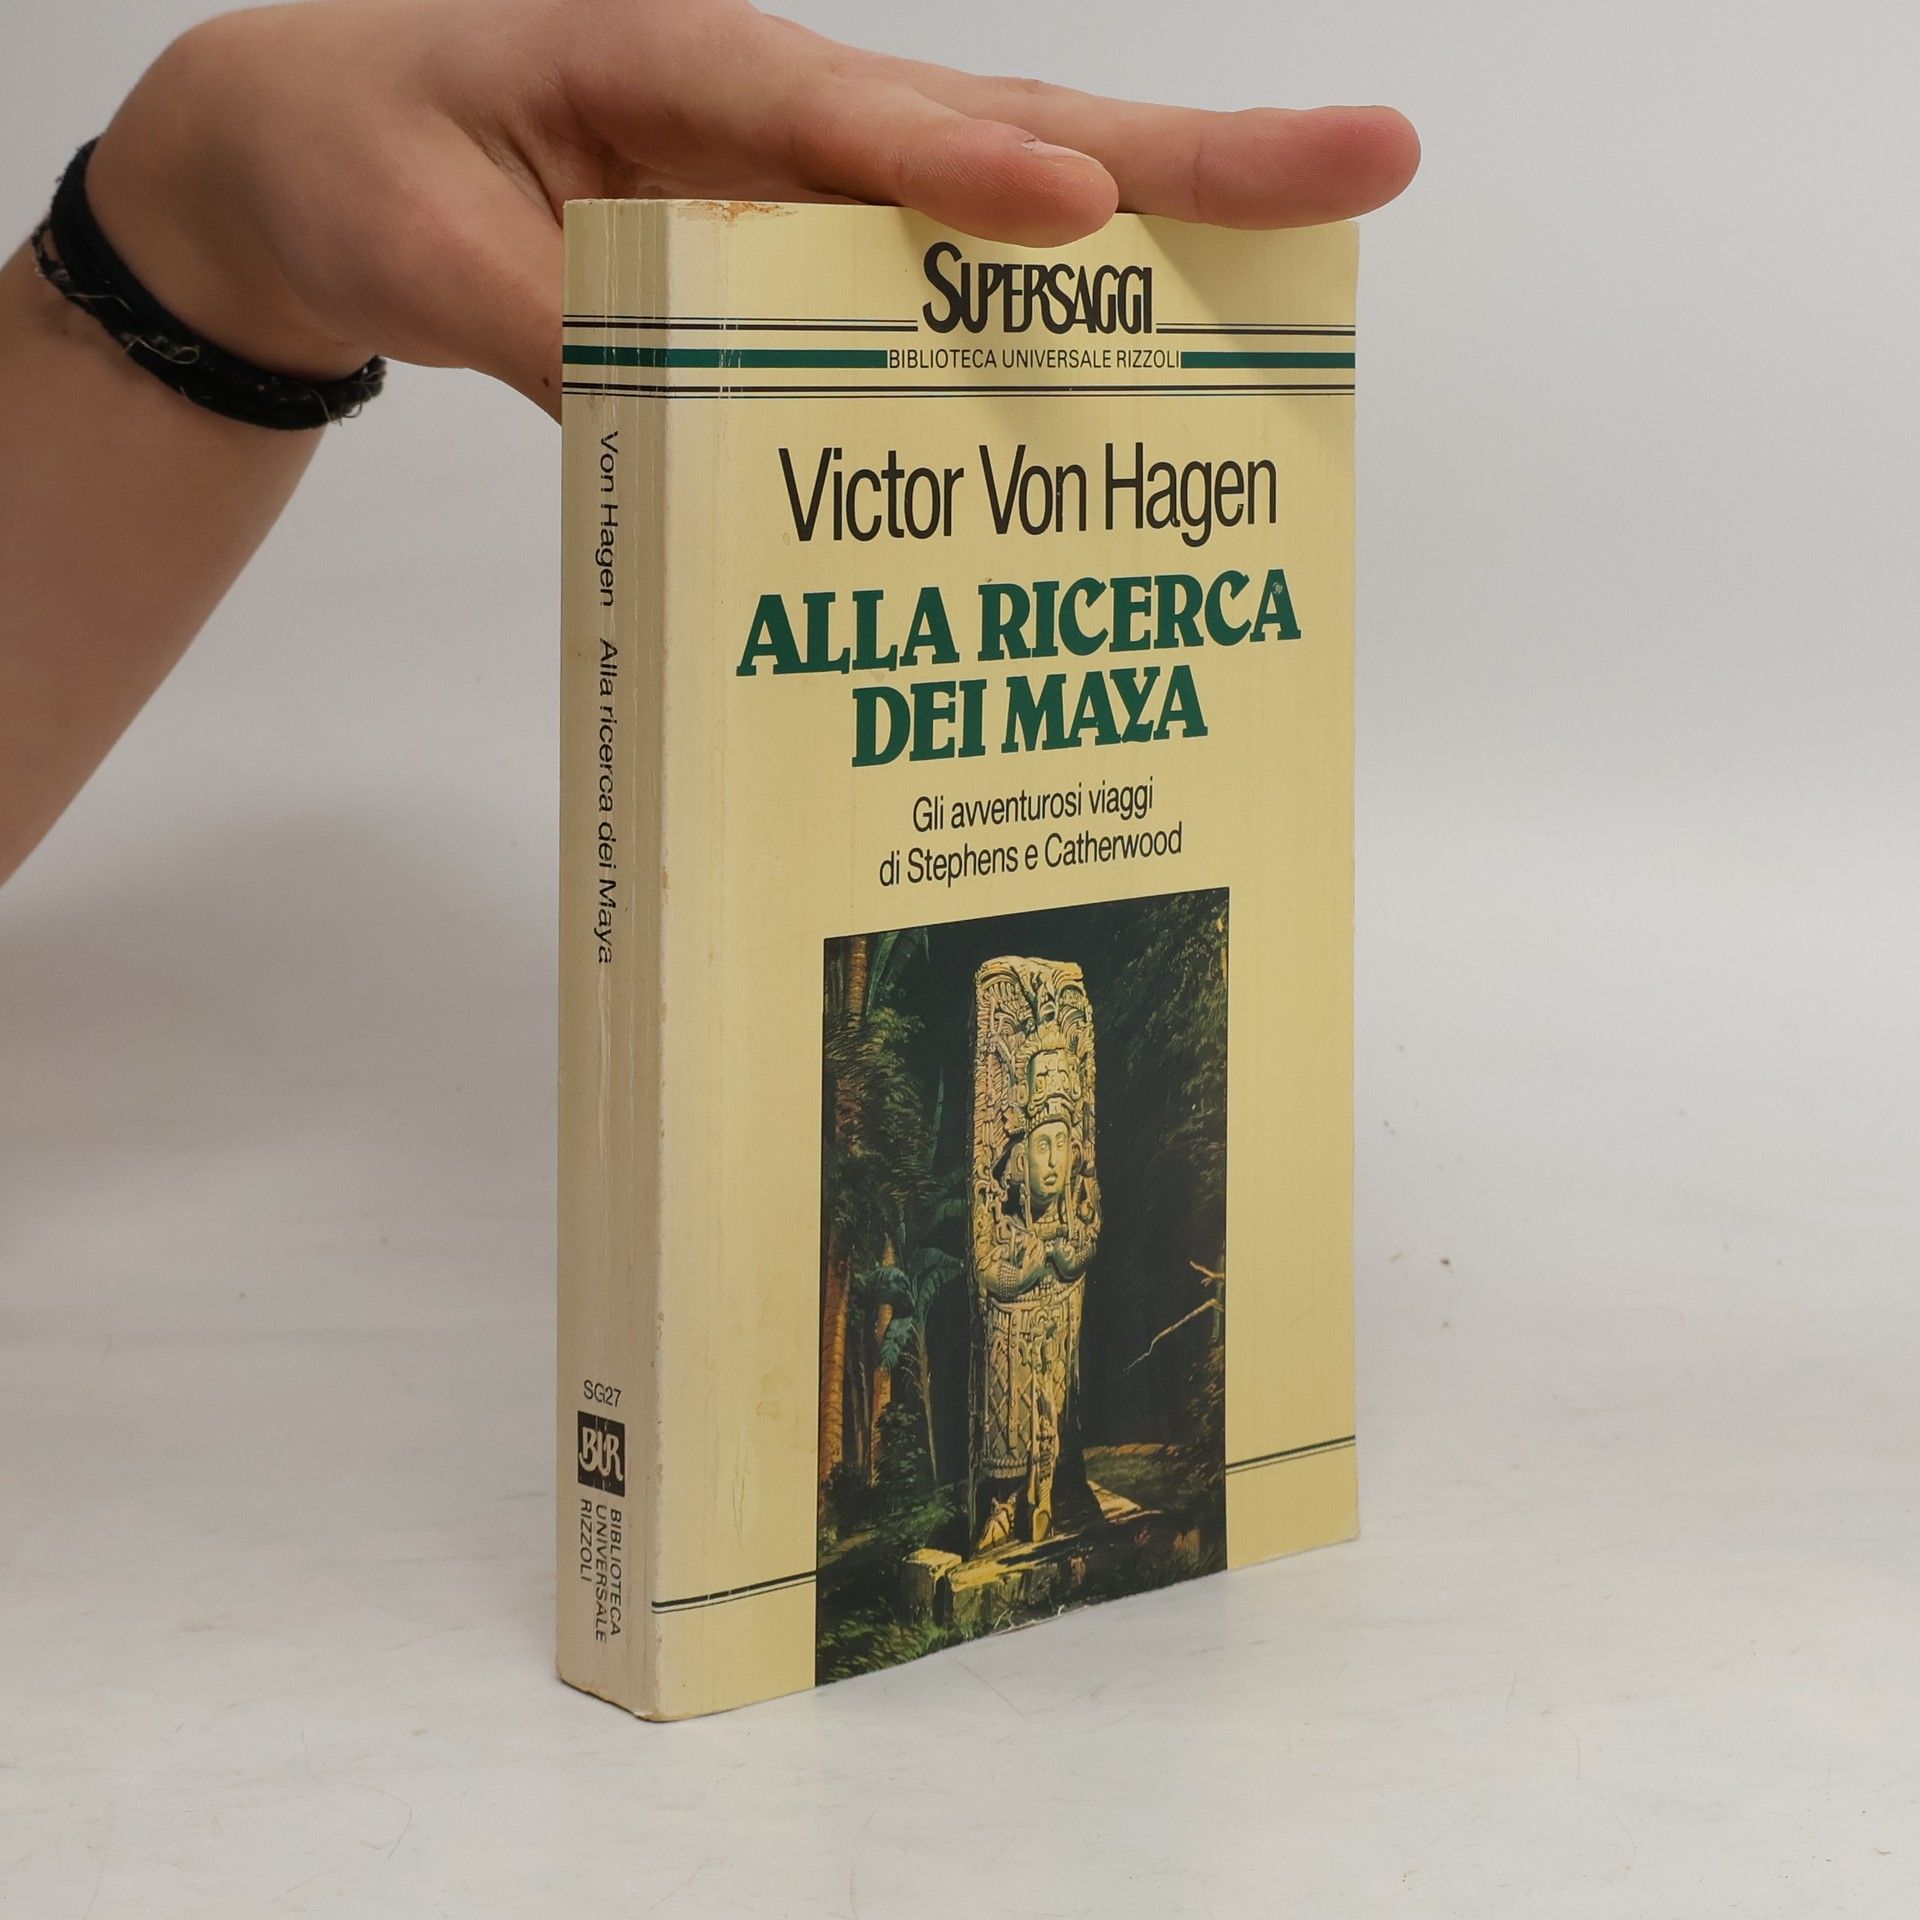 SUPERSAGGI
BIBLIOTECA UNIVERSALE RIZZOLI
Victor Von Hagen
ALLA RICERCA
DEI MAYA
Gli avventurosi viaggi
di Stephens e Catherwood
Von Hagen Alla ricerca dei Maya
SG27
BUR
BIBLIOTECA
UNIVERSALE
RIZZOLI